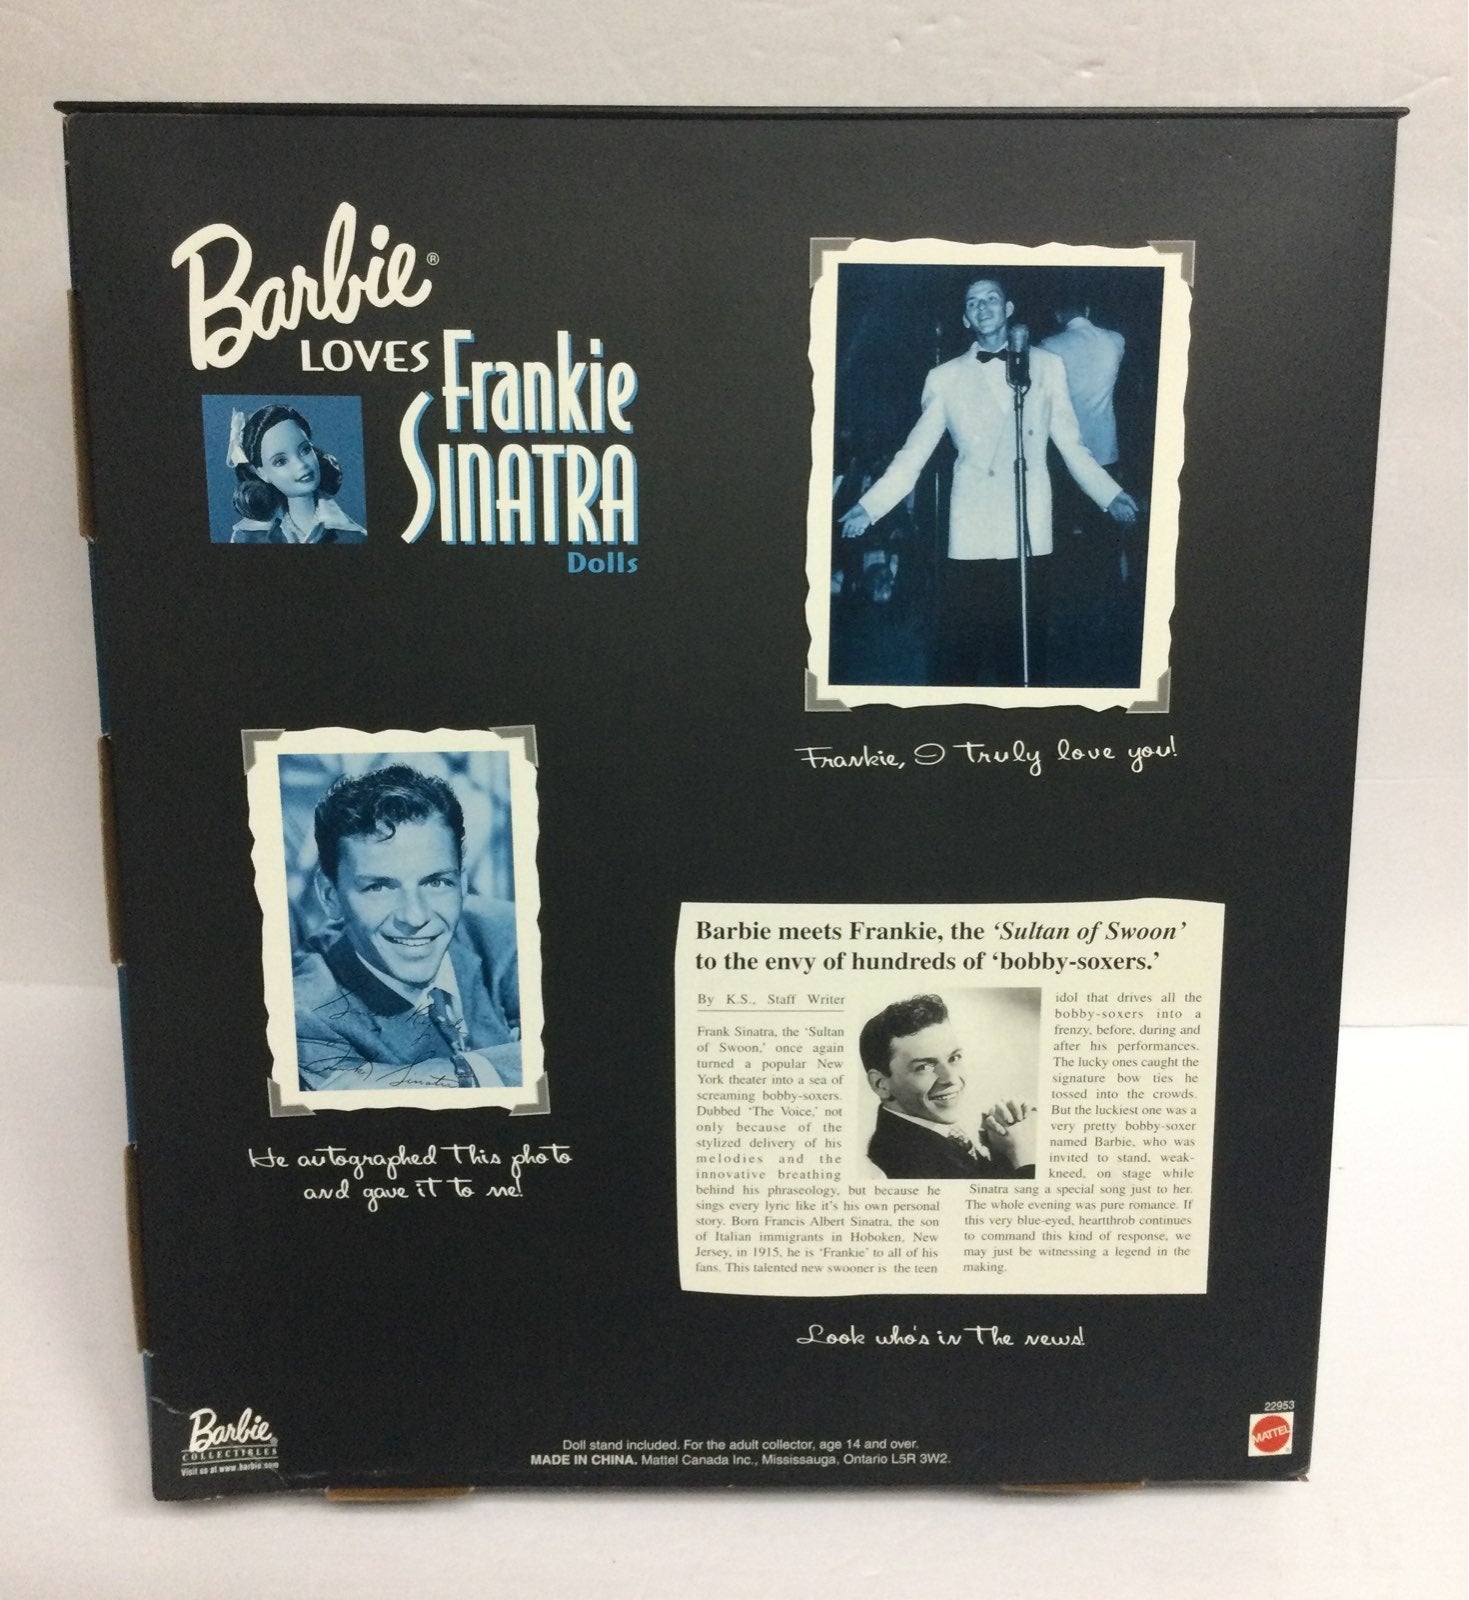 Barbie®
LOVES
Frankie
SINATRA
Dolls
Frankie, I Truly love you!
He autographed This photo
and gave iT To me!
Frank Sinatra
Barbie meets Frankie, the ‘Sultan of Swoon’
to the envy of hundreds of ‘bobby-soxers.’
By K.S., Staff Writer
Frank Sinatra, the ‘Sultan
of Swoon,’ once again
turned a popular New
York theater into a sea of
screaming bobby-soxers.
Dubbed ‘The Voice,’ not
only because of the
stylized delivery of his
melodies and the
innovative breathing
behind his phraseology, but because he
sings every lyric like it’s his own personal
story. Born Francis Albert Sinatra, the son
of Italian immigrants in Hoboken, New
Jersey, in 1915, he is ‘Frankie’ to all of his
fans. This talented new swooner is the teen
idol that drives all the
bobby-soxers into a
frenzy, before, during and
after his performances.
The lucky ones caught the
signature bow ties he
tossed into the crowds.
But the luckiest one was a
very pretty bobby-soxer
named Barbie, who was
invited to stand, weak-
kneed, on stage while
Sinatra sang a special song just to her.
The whole evening was pure romance. If
this very blue-eyed, heartthrob continues
to command this kind of response, we
may just be witnessing a legend in the
making.
Look who's in The news!
Barbie®
COLLECTIBLES
Visit us at www.barbie.com
Doll stand included. For the adult collector, age 14 and over.
MADE IN CHINA. Mattel Canada Inc., Mississauga, Ontario L5R 3W2.
22953
MATTEL